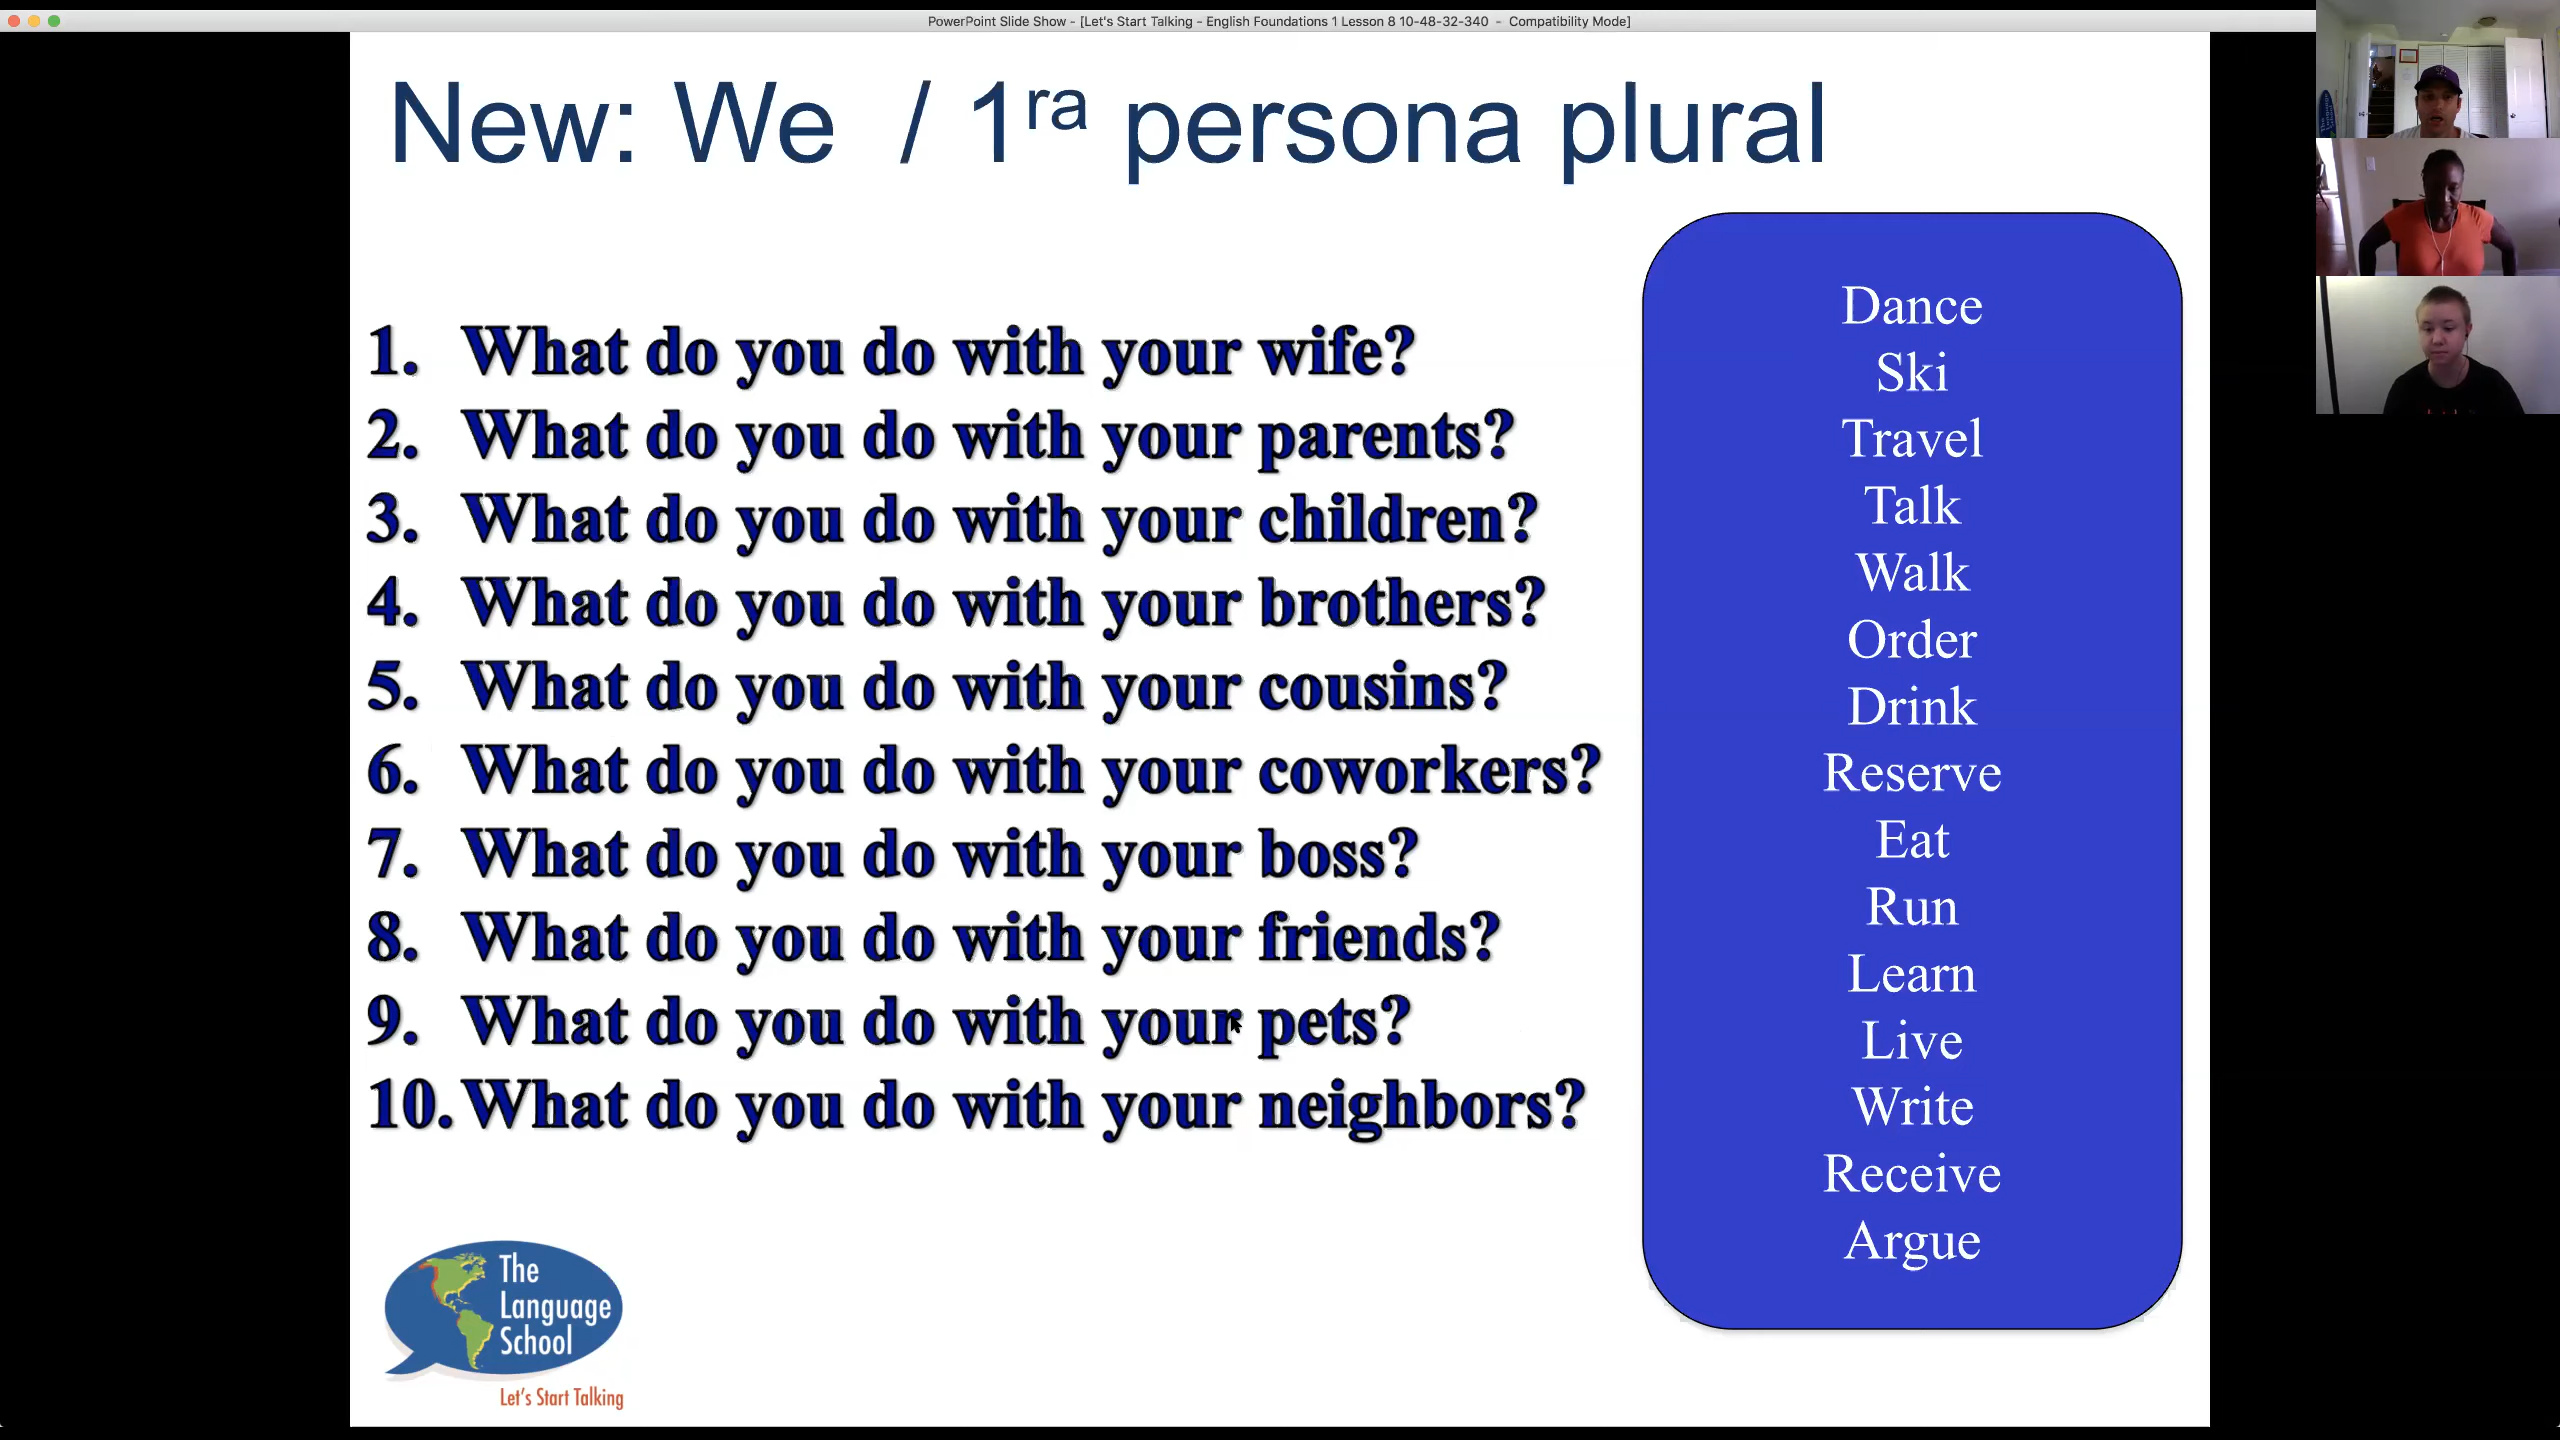 PowerPoint Slide Show - [Let's Start Talking - English Foundations 1 Lesson 8 10-48-32-340 - Compatibility Mode]
New: We / 1ra persona plural
1. What do you do with your wife?
2. What do you do with your parents?
3. What do you do with your children?
4. What do you do with your brothers?
5. What do you do with your cousins?
6. What do you do with your coworkers?
7. What do you do with your boss?
8. What do you do with your friends?
9. What do you do with your pets?
10. What do you do with your neighbors?
Dance
Ski
Travel
Talk
Walk
Order
Drink
Reserve
Eat
Run
Learn
Live
Write
Receive
Argue
The
Language
School
Let's Start Talking